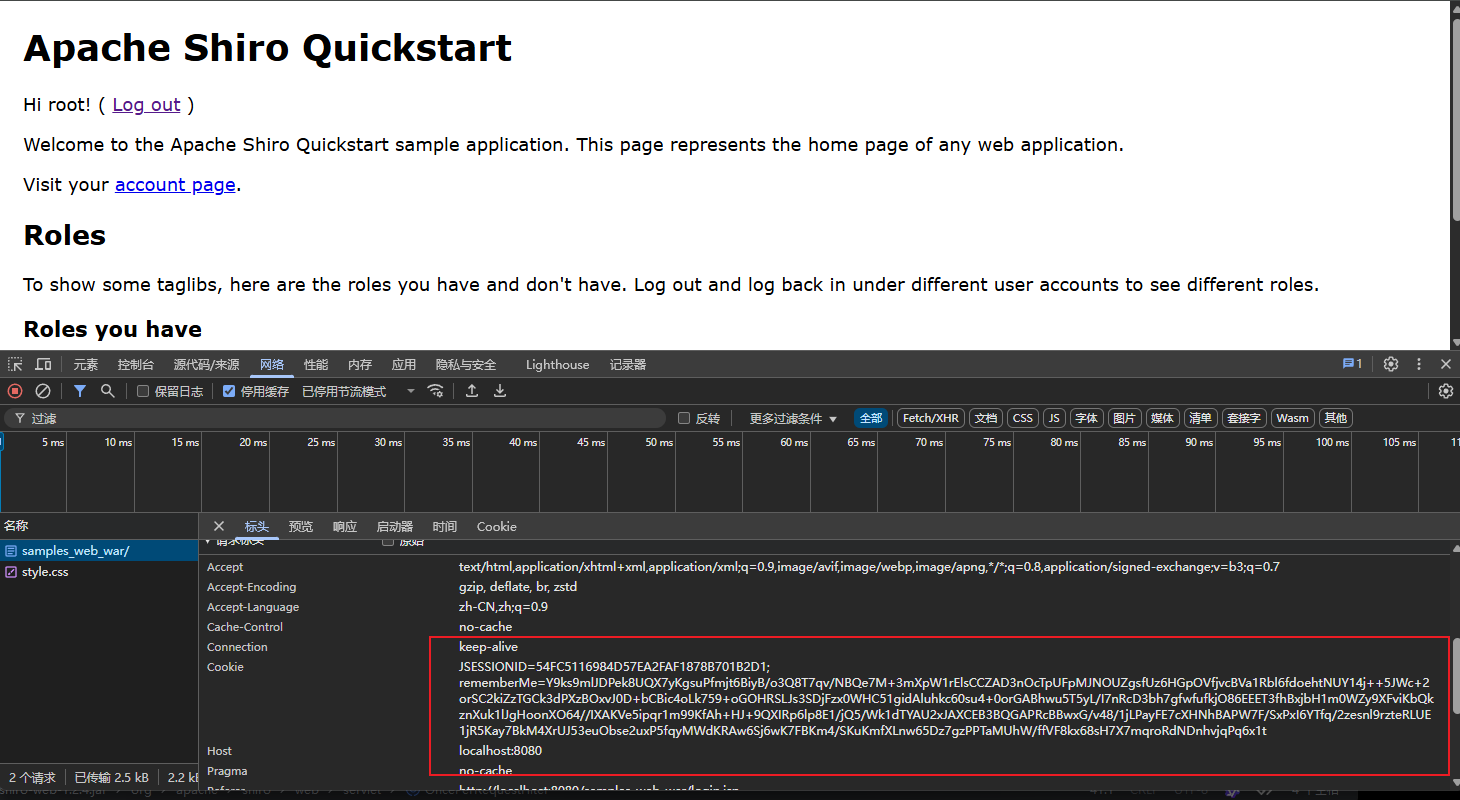 Apache Shiro Quickstart
Hi root! ( Log out )
Welcome to the Apache Shiro Quickstart sample application. This page represents the home page of any web application.
Visit your account page.
Roles
To show some taglibs, here are the roles you have and don't have. Log out and log back in under different user accounts to see different roles.
Roles you have
元素 控制台 源代码/来源 网络 性能 内存 应用 隐私与安全 Lighthouse 记录器 1
保留日志 停用缓存 已停用节流模式
过滤 反转 更多过滤条件 全部 Fetch/XHR 文档 CSS JS 字体 图片 媒体 清单 套接字 Wasm 其他
5 ms 10 ms 15 ms 20 ms 25 ms 30 ms 35 ms 40 ms 45 ms 50 ms 55 ms 60 ms 65 ms 70 ms 75 ms 80 ms 85 ms 90 ms 95 ms 100 ms 105 ms 11
名称 标头 预览 响应 启动器 时间 Cookie
请求标头 原始
samples_web_war/
style.css
Accept text/html,application/xhtml+xml,application/xml;q=0.9,image/avif,image/webp,image/apng,*/*;q=0.8,application/signed-exchange;v=b3;q=0.7
Accept-Encoding gzip, deflate, br, zstd
Accept-Language zh-CN,zh;q=0.9
Cache-Control no-cache
Connection keep-alive
Cookie JSESSIONID=54FC5116984D57EA2FAF1878B701B2D1;
rememberMe=Y9ks9mlJDPek8UQX7yKgsuPfmjt6BiyB/o3Q8T7qv/NBQe7M+3mXpW1rElsCCZAD3nOcTpUFpMJNOUZgsfUz6HGpOVfjvcBVa1Rbl6fdoehtNUY14j++5JWc+2
orSC2kiZzTGCk3dPXzBOxvJ0D+bCBic4oLk759+oGOHRSLJs3SDjFzx0WHC51gidAluhkc60su4+0orGABhwu5T5yL/I7nRcD3bh7gfwfufkjO86EEET3fhBxjbH1m0WZy9XFviKbQk
znXuk1lJgHoonXO64//IXAKVe5ipqr1m99KfAh+HJ+9QXIRp6lp8E1/jQ5/Wk1dTYAU2xJAXCEB3BQGAPRcBBwxG/v48/1jLPayFE7cXHNhBAPW7F/SxPxl6YTfq/2zesnl9rzteRLUE
1jR5Kay7BkM4XrUJ53euObse2uxP5fqyMWdKRAw6Sj6wK7FBKm4/SKuKmfXLnw65Dz7gzPPTaMUhW/ffVF8kx68sH7X7mqroRdNDnhvjqPq6x1t
Host localhost:8080
Pragma no-cache
2 个请求 已传输 2.5 kB 2.2 kB